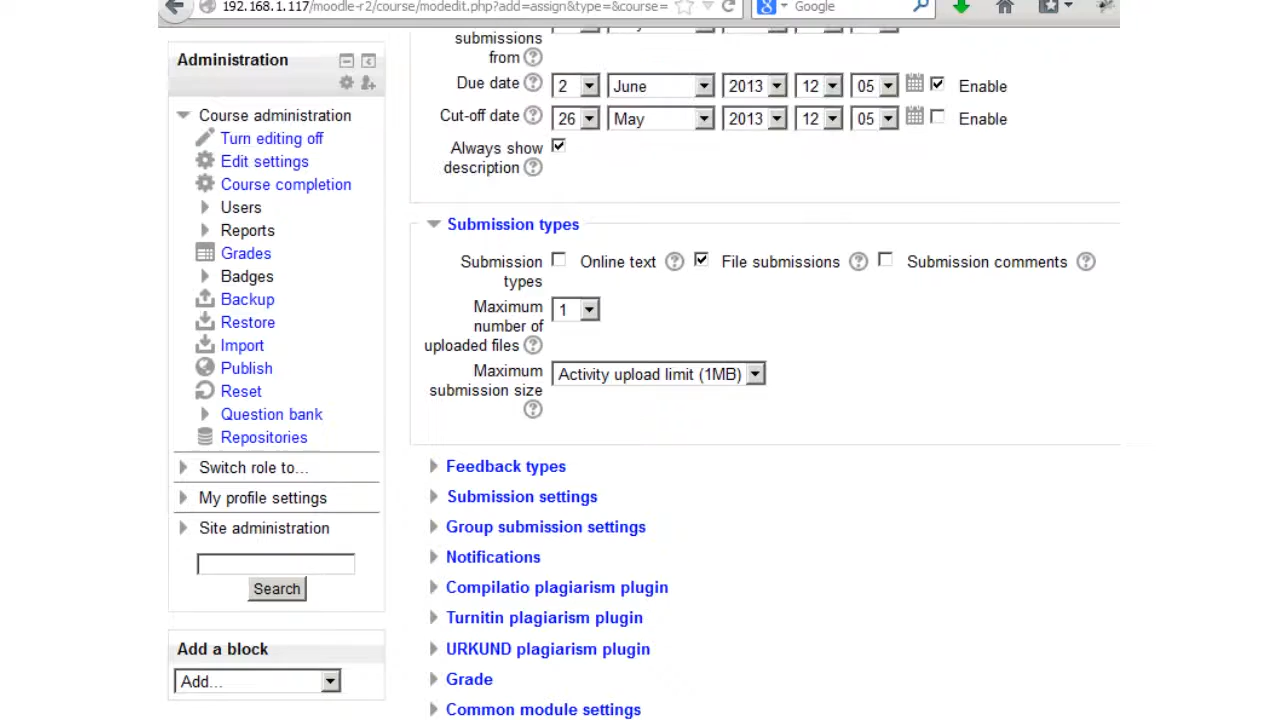 192.168.1.117/moodle-r2/course/modedit.php?add=assign&type=&course=
Google
Administration
Course administration
Turn editing off
Edit settings
Course completion
Users
Reports
Grades
Badges
Backup
Restore
Import
Publish
Reset
Question bank
Repositories
Switch role to...
My profile settings
Site administration
Search
Add a block
Add...
submissions
from
Due date 2 June 2013 12 05 Enable
Cut-off date 26 May 2013 12 05 Enable
Always show
description
Submission types
Submission
types
Online text File submissions Submission comments
Maximum
number of
uploaded files
1
Maximum
submission size
Activity upload limit (1MB)
Feedback types
Submission settings
Group submission settings
Notifications
Compilatio plagiarism plugin
Turnitin plagiarism plugin
URKUND plagiarism plugin
Grade
Common module settings